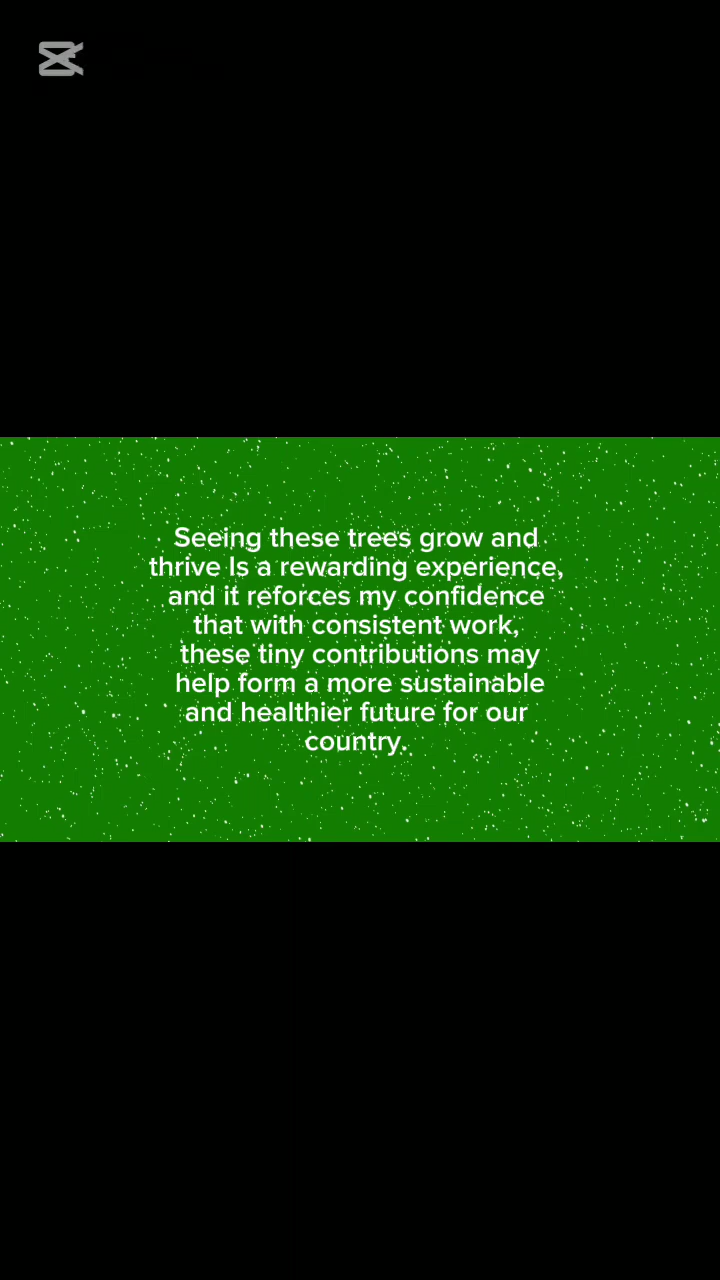 Seeing these trees grow and
thrive Is a rewarding experience,
and it reforces my confidence
that with consistent work,
these tiny contributions may
help form a more sustainable
and healthier future for our
country.